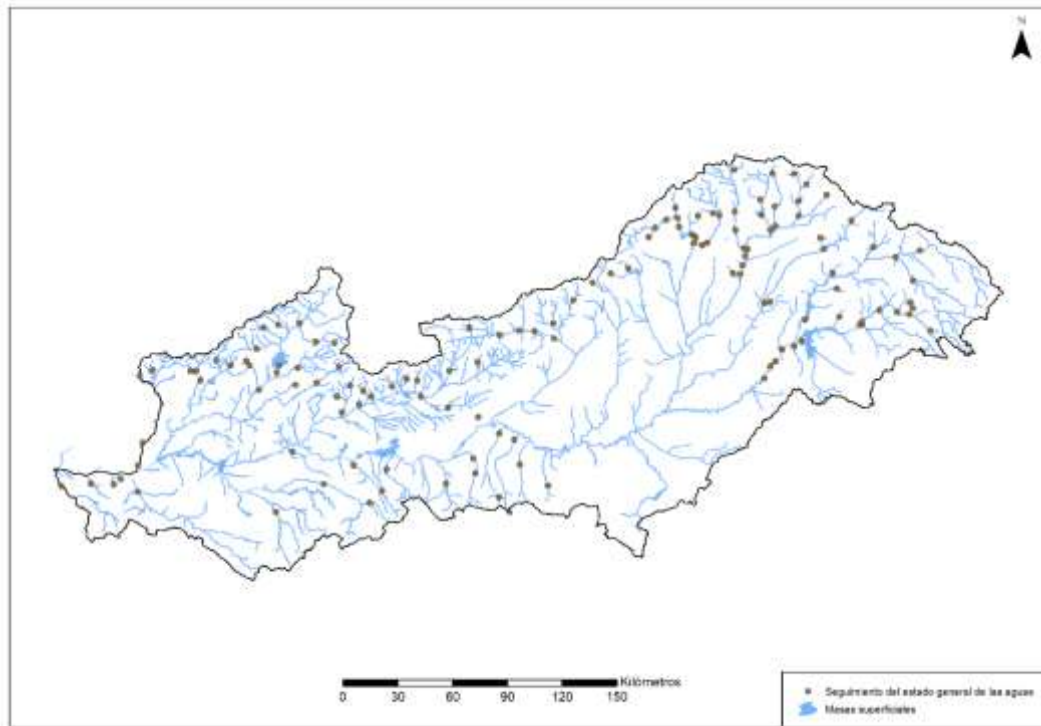 N
Kilómetros
0 30 60 90 120 150
Seguimiento del estado general de las aguas
Masas superficiales